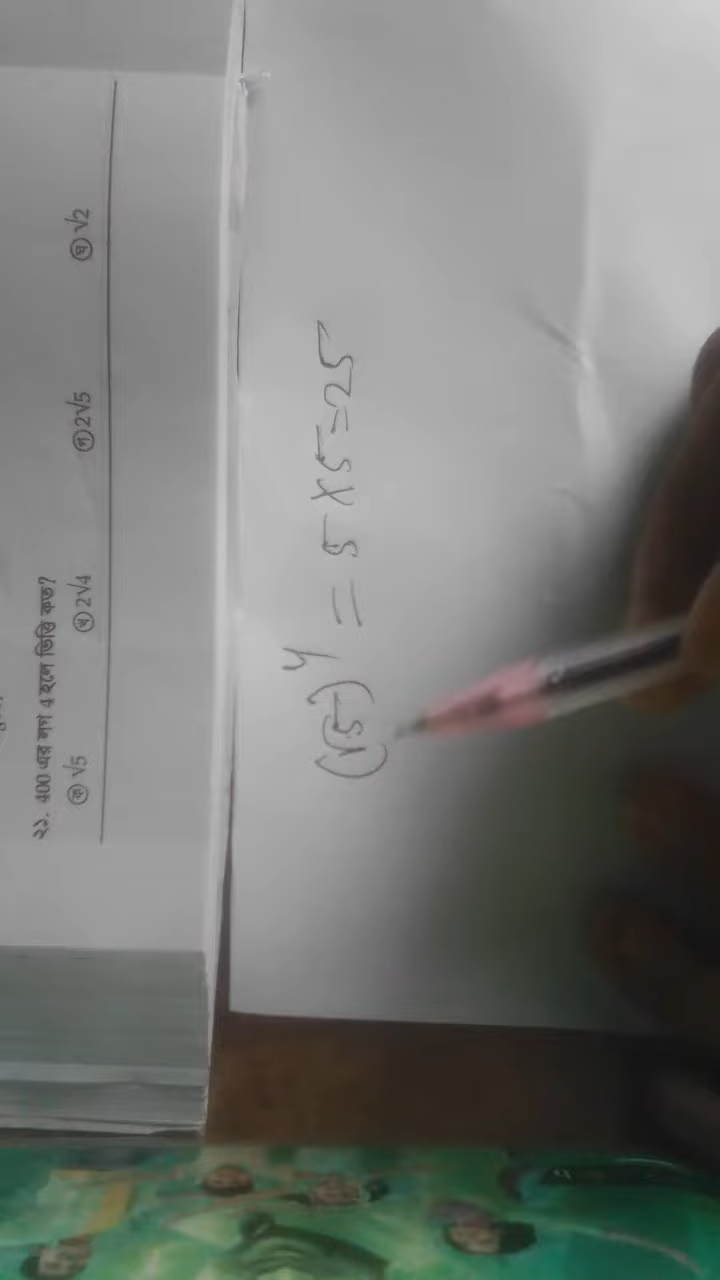 ২১. 400 এর লগ 4 হলে ভিত্তি কত?
ক √5 খ 2√4 গ 2√5 ঘ √2
(√5)⁴ = 5 × 5 = 25